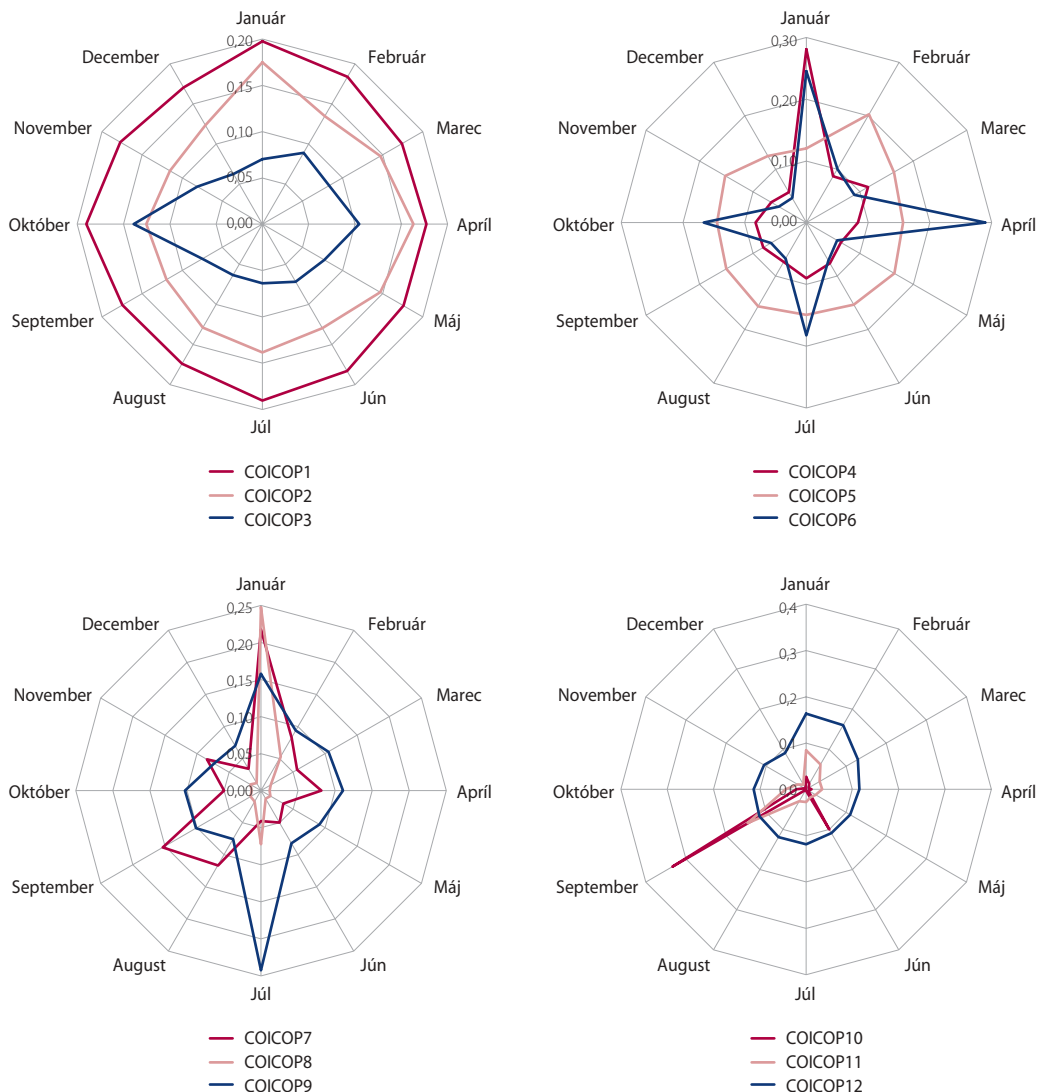 Január
0,20
December
Február
0,15
November
Marec
0,10
0,05
Október
0,00
Apríl
September
Máj
August
Jún
Júl
COICOP1
COICOP2
COICOP3
Január
0,30
December
Február
0,20
November
Marec
0,10
Október
0,00
Apríl
September
Máj
August
Jún
Júl
COICOP4
COICOP5
COICOP6
Január
0,25
December
Február
0,20
November
0,15
Marec
0,10
0,05
Október
0,00
Apríl
September
Máj
August
Jún
Júl
COICOP7
COICOP8
COICOP9
Január
0,4
December
Február
0,3
November
Marec
0,2
0,1
Október
0,0
Apríl
September
Máj
August
Jún
Júl
COICOP10
COICOP11
COICOP12